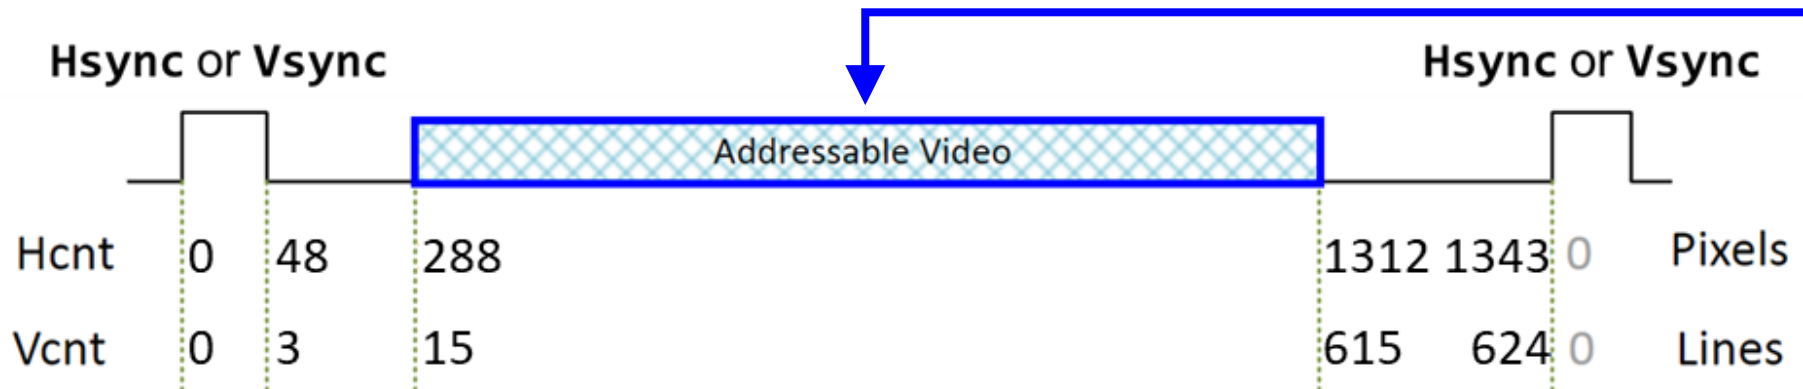 Hsync or Vsync Hsync or Vsync
Addressable Video
Hcnt 0 48 288 1312 1343 0 Pixels
Vcnt 0 3 15 615 624 0 Lines